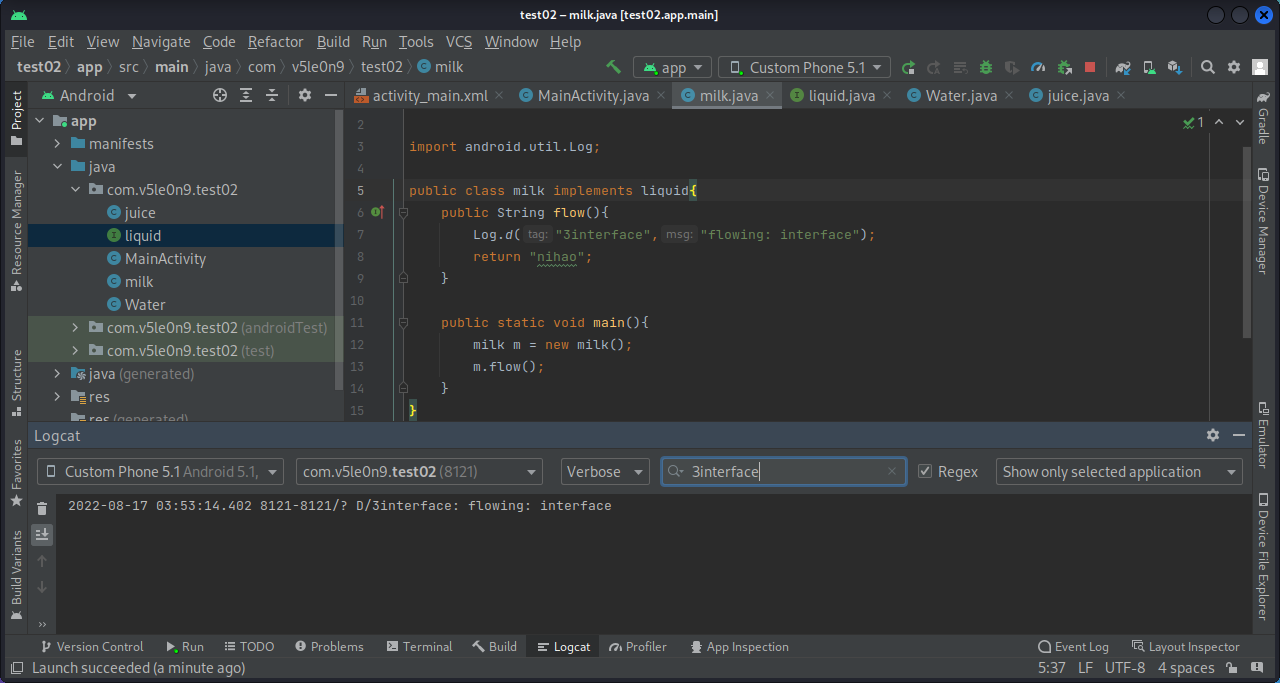 test02 – milk.java [test02.app.main]
File Edit View Navigate Code Refactor Build Run Tools VCS Window Help
test02 app src main java com v5le0n9 test02 milk app Custom Phone 5.1
Project
Resource Manager
Structure
Favorites
Build Variants
Android
app
manifests
java
com.v5le0n9.test02
juice
liquid
MainActivity
milk
Water
com.v5le0n9.test02 (androidTest)
com.v5le0n9.test02 (test)
java (generated)
res
res (generated)
activity_main.xml MainActivity.java milk.java liquid.java Water.java juice.java
1
2
3 import android.util.Log;
4
5 public class milk implements liquid{
6 public String flow(){
7 Log.d( tag: "3interface", msg: "flowing: interface");
8 return "nihao";
9 }
10
11 public static void main(){
12 milk m = new milk();
13 m.flow();
14 }
15 }
Gradle
Device Manager
Emulator
Device File Explorer
Logcat
Custom Phone 5.1 Android 5.1, com.v5le0n9.test02 (8121) Verbose 3interface Regex Show only selected application
2022-08-17 03:53:14.402 8121-8121/? D/3interface: flowing: interface
Version Control Run TODO Problems Terminal Build Logcat Profiler App Inspection Event Log Layout Inspector
Launch succeeded (a minute ago) 5:37 LF UTF-8 4 spaces